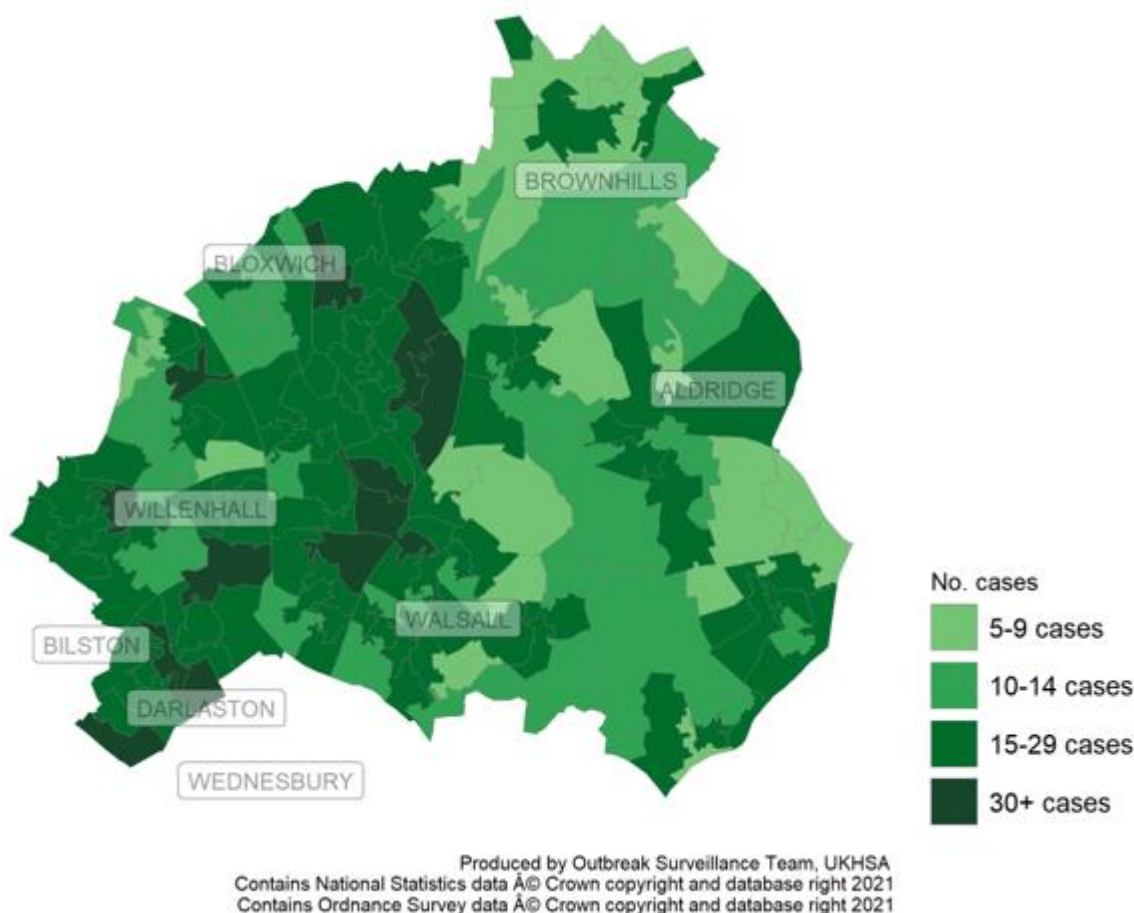 BROWNHILLS
BLOXWICH
ALDRIDGE
WILLENHALL
WALSALL
BILSTON
DARLASTON
WEDNESBURY
No. cases
5-9 cases
10-14 cases
15-29 cases
30+ cases
Produced by Outbreak Surveillance Team, UKHSA
Contains National Statistics data Â© Crown copyright and database right 2021
Contains Ordnance Survey data Â© Crown copyright and database right 2021